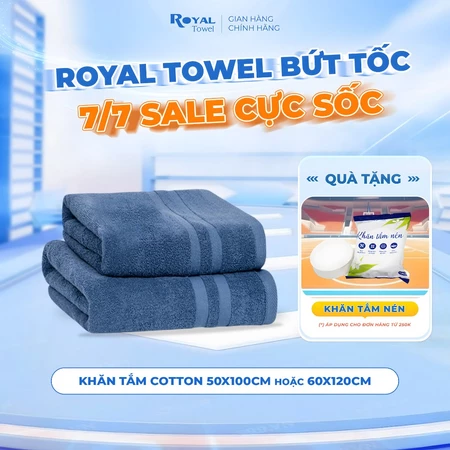 ROYAL
Towel
GIAN HÀNG
CHÍNH HÃNG
ROYAL TOWEL BỨT TỐC
7/7 SALE CỰC SỐC
QUÀ TẶNG
Khăn tắm nén
KHĂN TẮM NÉN
(*) ÁP DỤNG CHO ĐƠN HÀNG TỪ 250K
KHĂN TẮM COTTON 50X100CM HOẶC 60X120CM